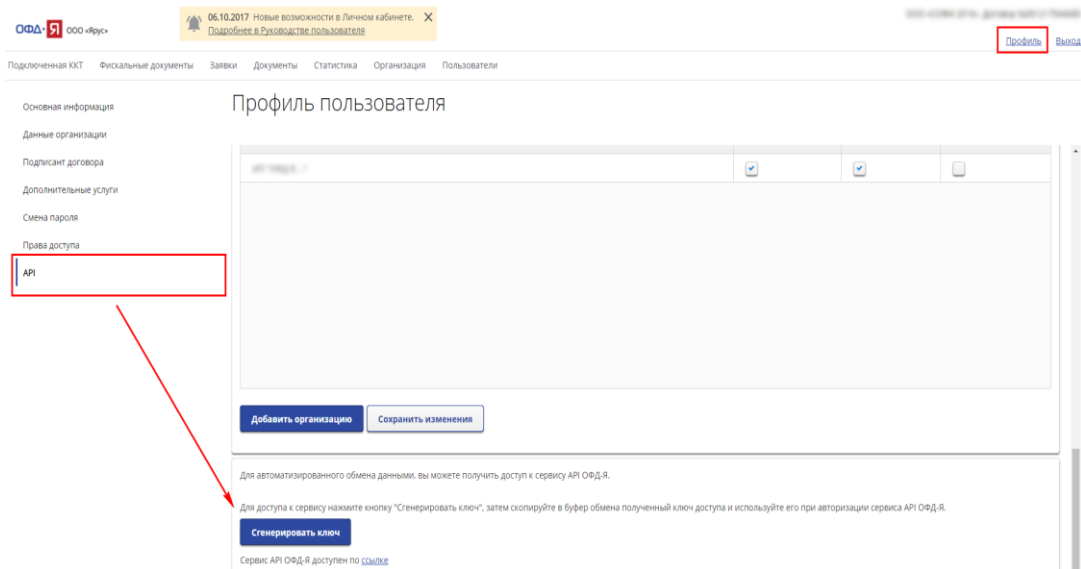 ОФД·Я ООО «Ярус»
06.10.2017 Новые возможности в Личном кабинете. X
Подробнее в Руководстве пользователя
Профиль Выход
Подключенная ККТ Фискальные документы Заявки Документы Статистика Организация Пользователи
Основная информация
Данные организации
Подписант договора
Дополнительные услуги
Смена пароля
Права доступа
API
Профиль пользователя
Добавить организацию Сохранить изменения
Для автоматизированного обмена данными, вы можете получить доступ к сервису API ОФД-Я.
Для доступа к сервису нажмите кнопку "Сгенерировать ключ", затем скопируйте в буфер обмена полученный ключ доступа и используйте его при авторизации сервиса API ОФД-Я.
Сгенерировать ключ
Сервис API ОФД-Я доступен по ссылке